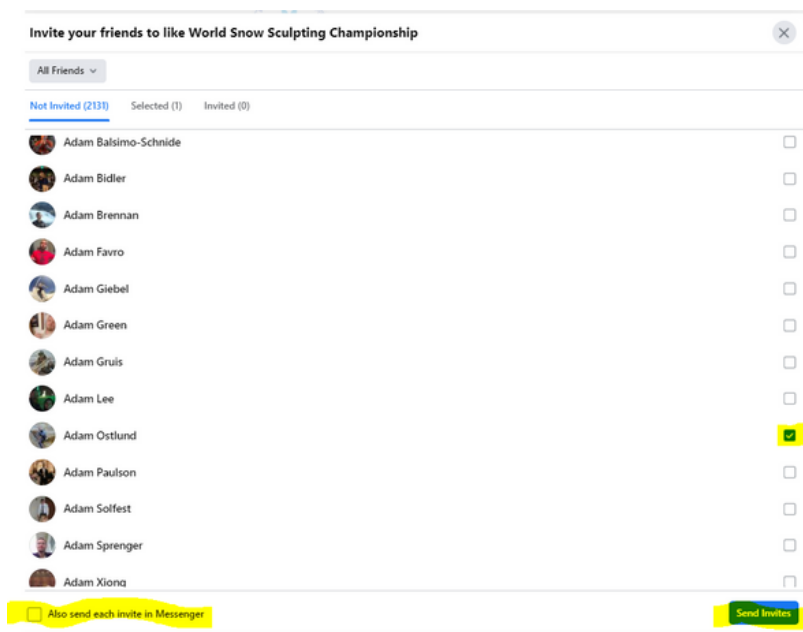 Invite your friends to like World Snow Sculpting Championship
All Friends
Not Invited (2131) Selected (1) Invited (0)
Adam Balsimo-Schnide
Adam Bidler
Adam Brennan
Adam Favro
Adam Giebel
Adam Green
Adam Gruis
Adam Lee
Adam Ostlund
Adam Paulson
Adam Solfest
Adam Sprenger
Adam Xiong
Also send each invite in Messenger
Send Invites